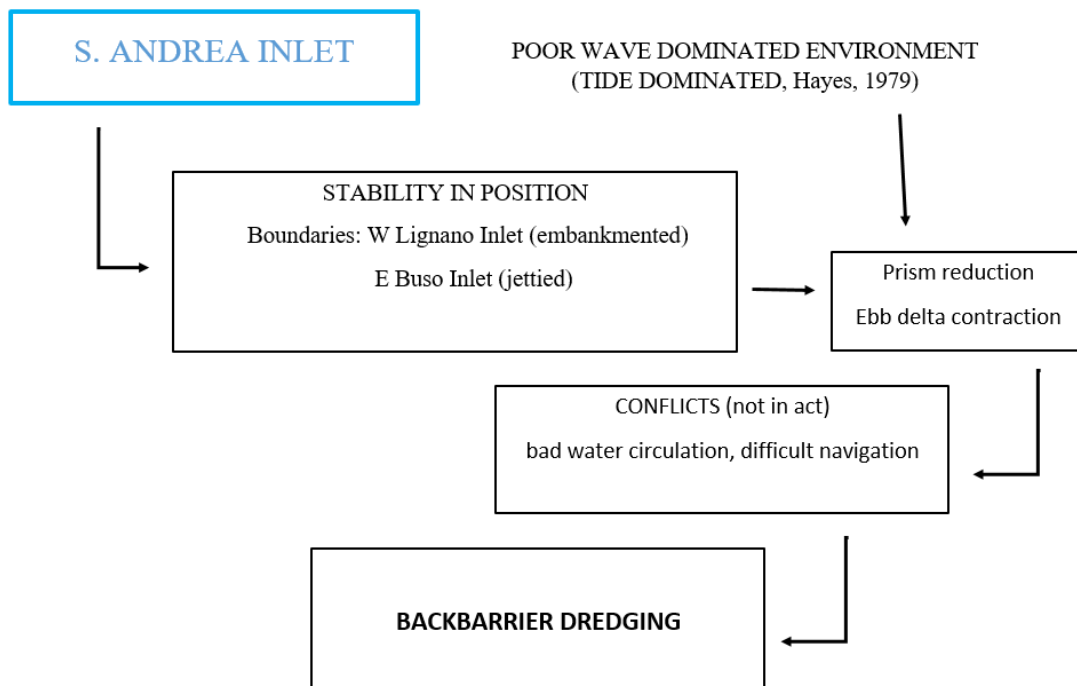 S. ANDREA INLET
POOR WAVE DOMINATED ENVIRONMENT
(TIDE DOMINATED, Hayes, 1979)
STABILITY IN POSITION
Boundaries: W Lignano Inlet (embankmented)
E Buso Inlet (jettied)
Prism reduction
Ebb delta contraction
CONFLICTS (not in act)
bad water circulation, difficult navigation
BACKBARRIER DREDGING